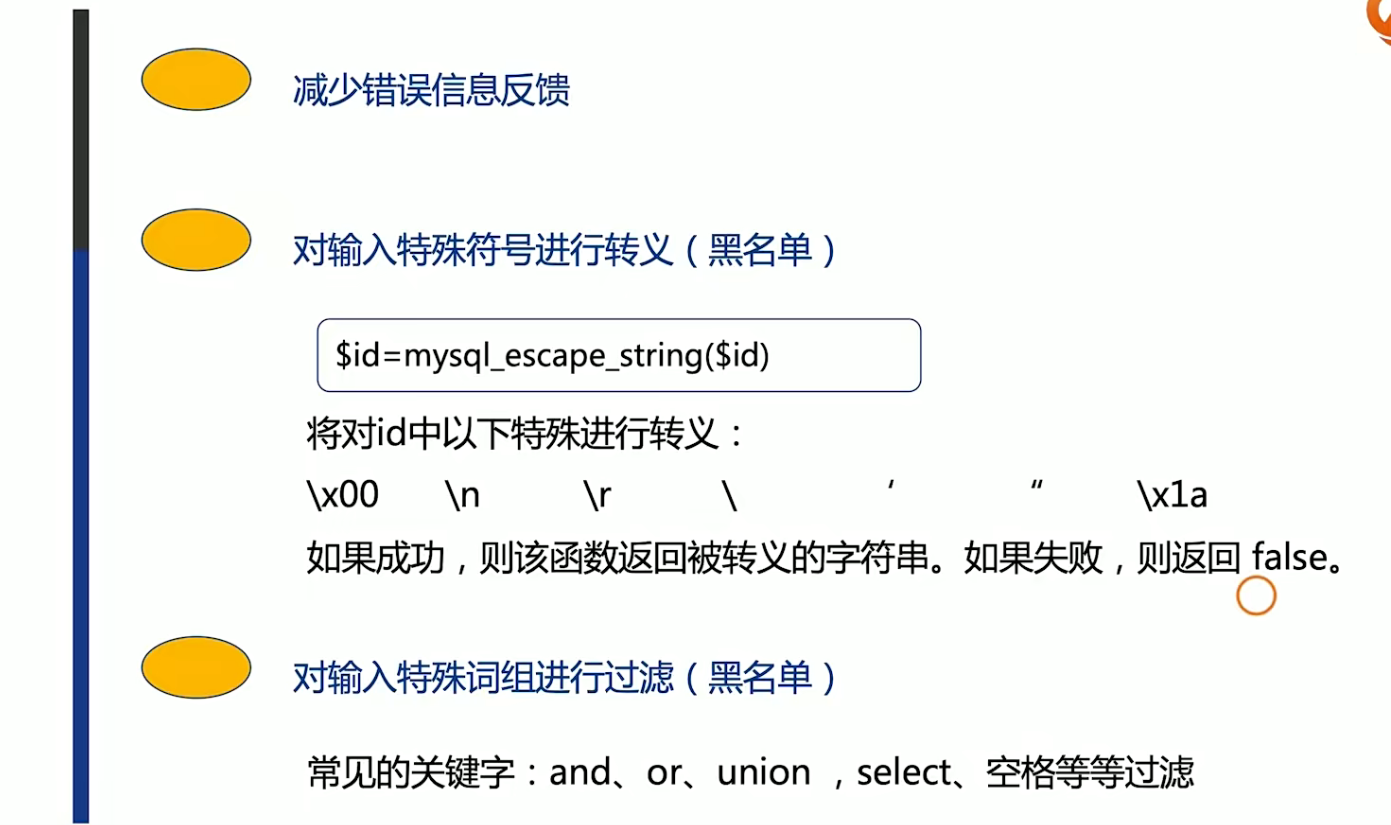 减少错误信息反馈
对输入特殊符号进行转义（黑名单）
$id=mysql_escape_string($id)
将对id中以下特殊进行转义：
\x00 \n \r \ ′ ″ \x1a
如果成功，则该函数返回被转义的字符串。如果失败，则返回 false。
对输入特殊词组进行过滤（黑名单）
常见的关键字：and、or、union ，select、空格等等过滤